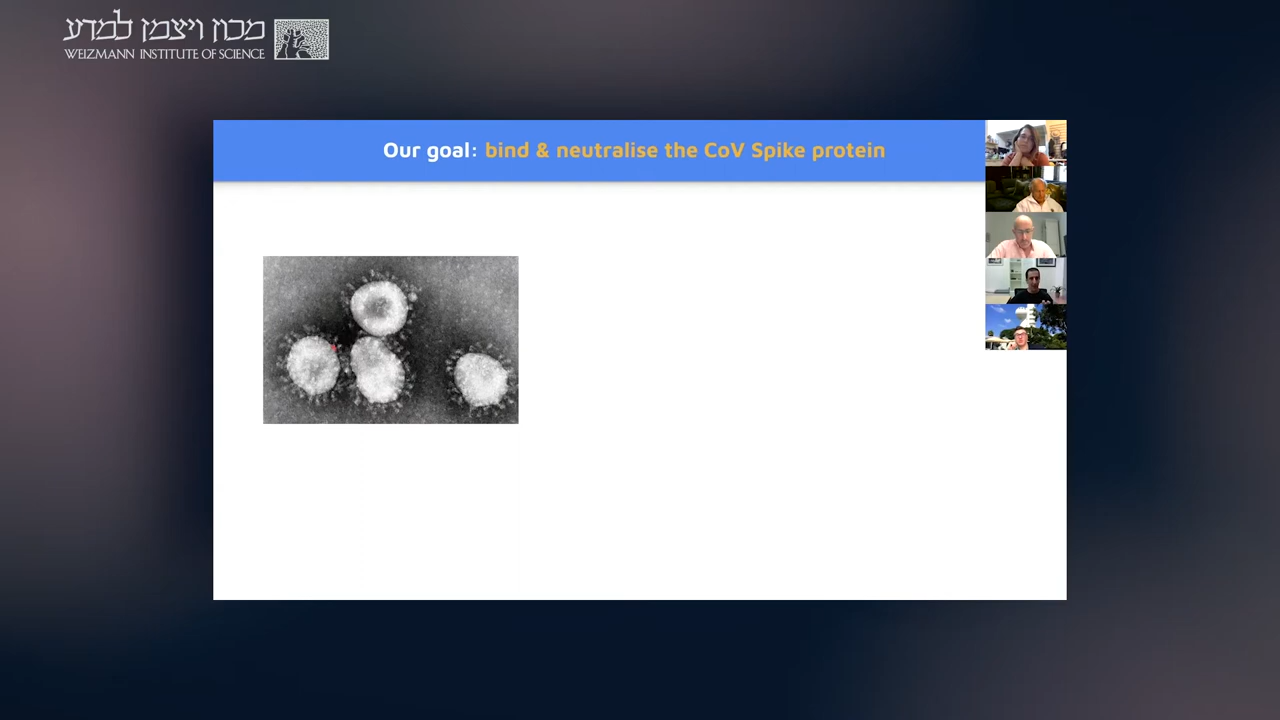 מכון ויצמן למדע
WEIZMANN INSTITUTE OF SCIENCE
Our goal: bind & neutralise the CoV Spike protein